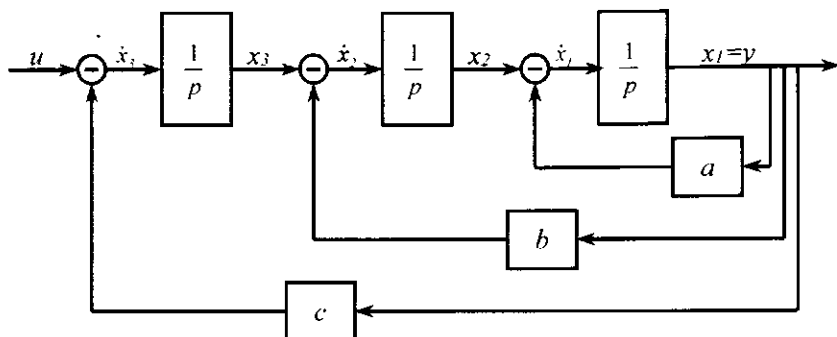 u
ẋ₃
1
p
x₃
ẋ₂
1
p
x₂
ẋ₁
1
p
x₁=y
a
b
c